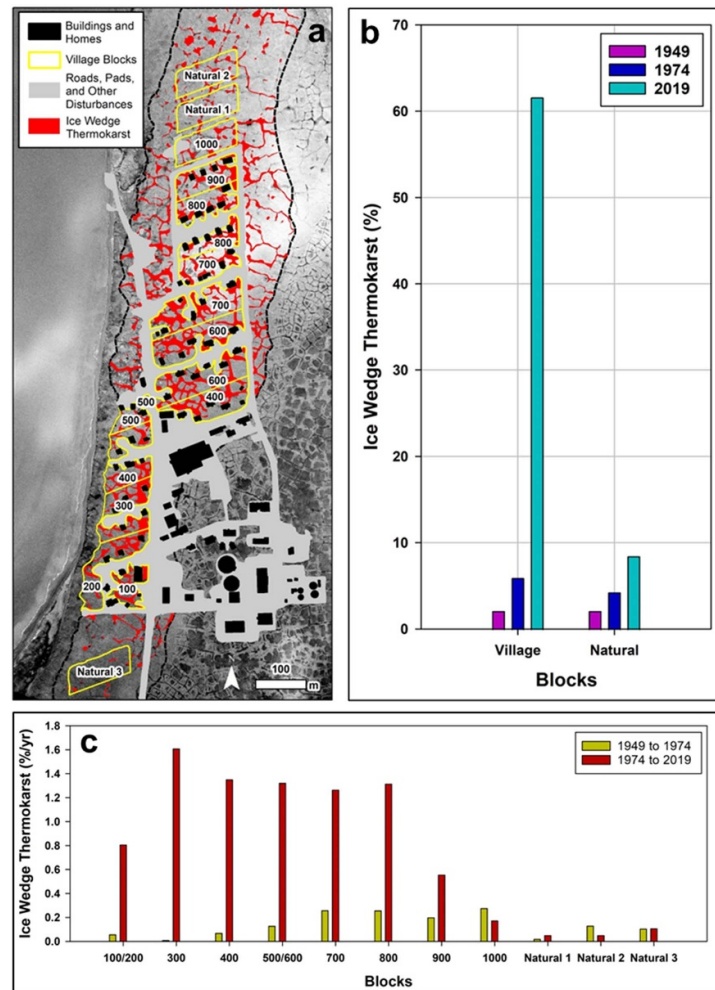 a
Buildings and
Homes
Village Blocks
Roads, Pads,
and Other
Disturbances
Ice Wedge
Thermokarst
Natural 2
Natural 1
1000
900
800
800
700
700
600
600
400
500
500
400
300
200
100
Natural 3
100
m
b
1949
1974
2019
Ice Wedge Thermokarst (%)
70
60
50
40
30
20
10
0
Village
Natural
Blocks
c
1949 to 1974
1974 to 2019
Ice Wedge Thermokarst (%/yr)
1.8
1.6
1.4
1.2
1.0
0.8
0.6
0.4
0.2
0.0
100/200 300 400 500/600 700 800 900 1000 Natural 1 Natural 2 Natural 3
Blocks